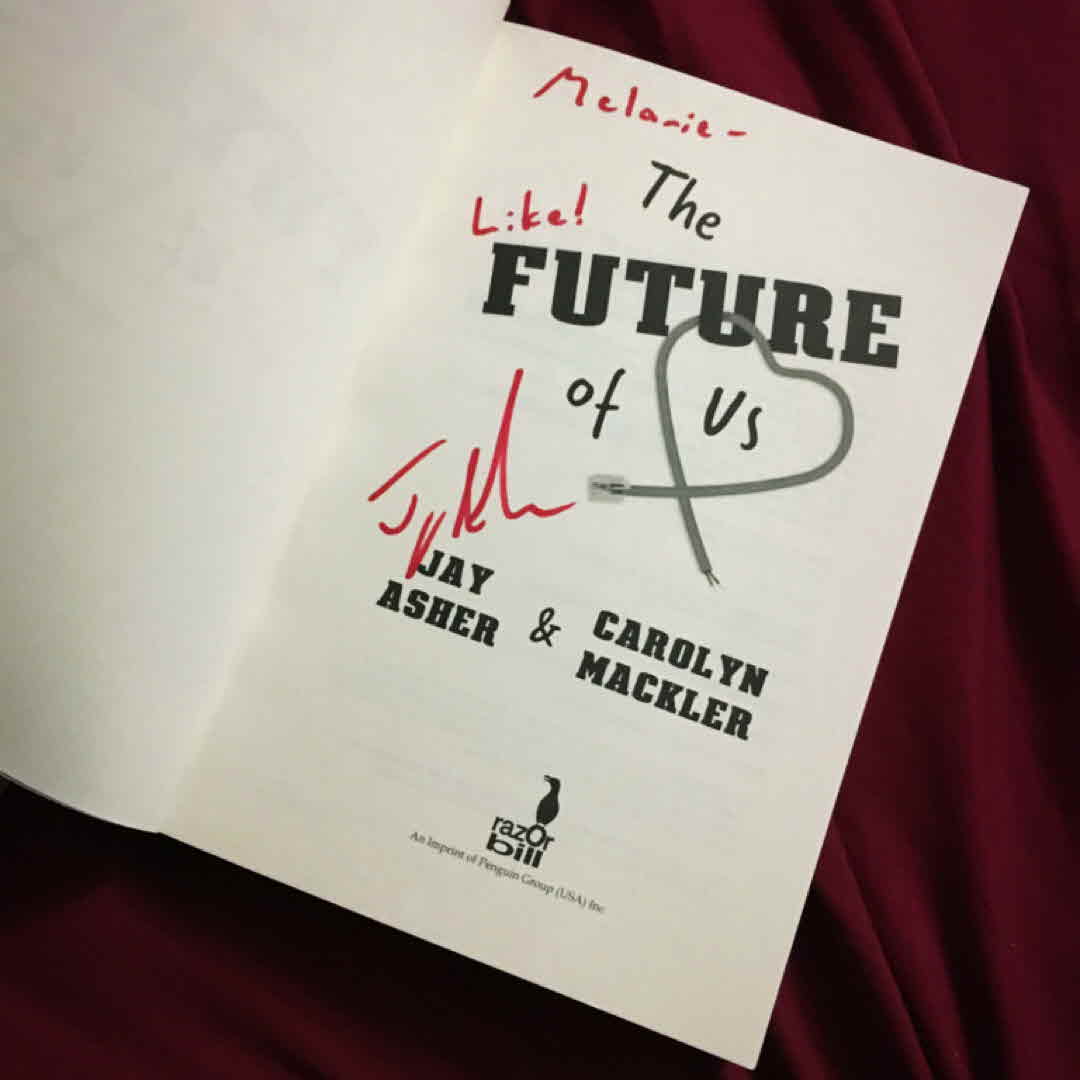 Melanie -
The
Like!
FUTURE
of Us
JAY
ASHER
&
CAROLYN
MACKLER
razOr
bill
An Imprint of Penguin Group (USA) Inc